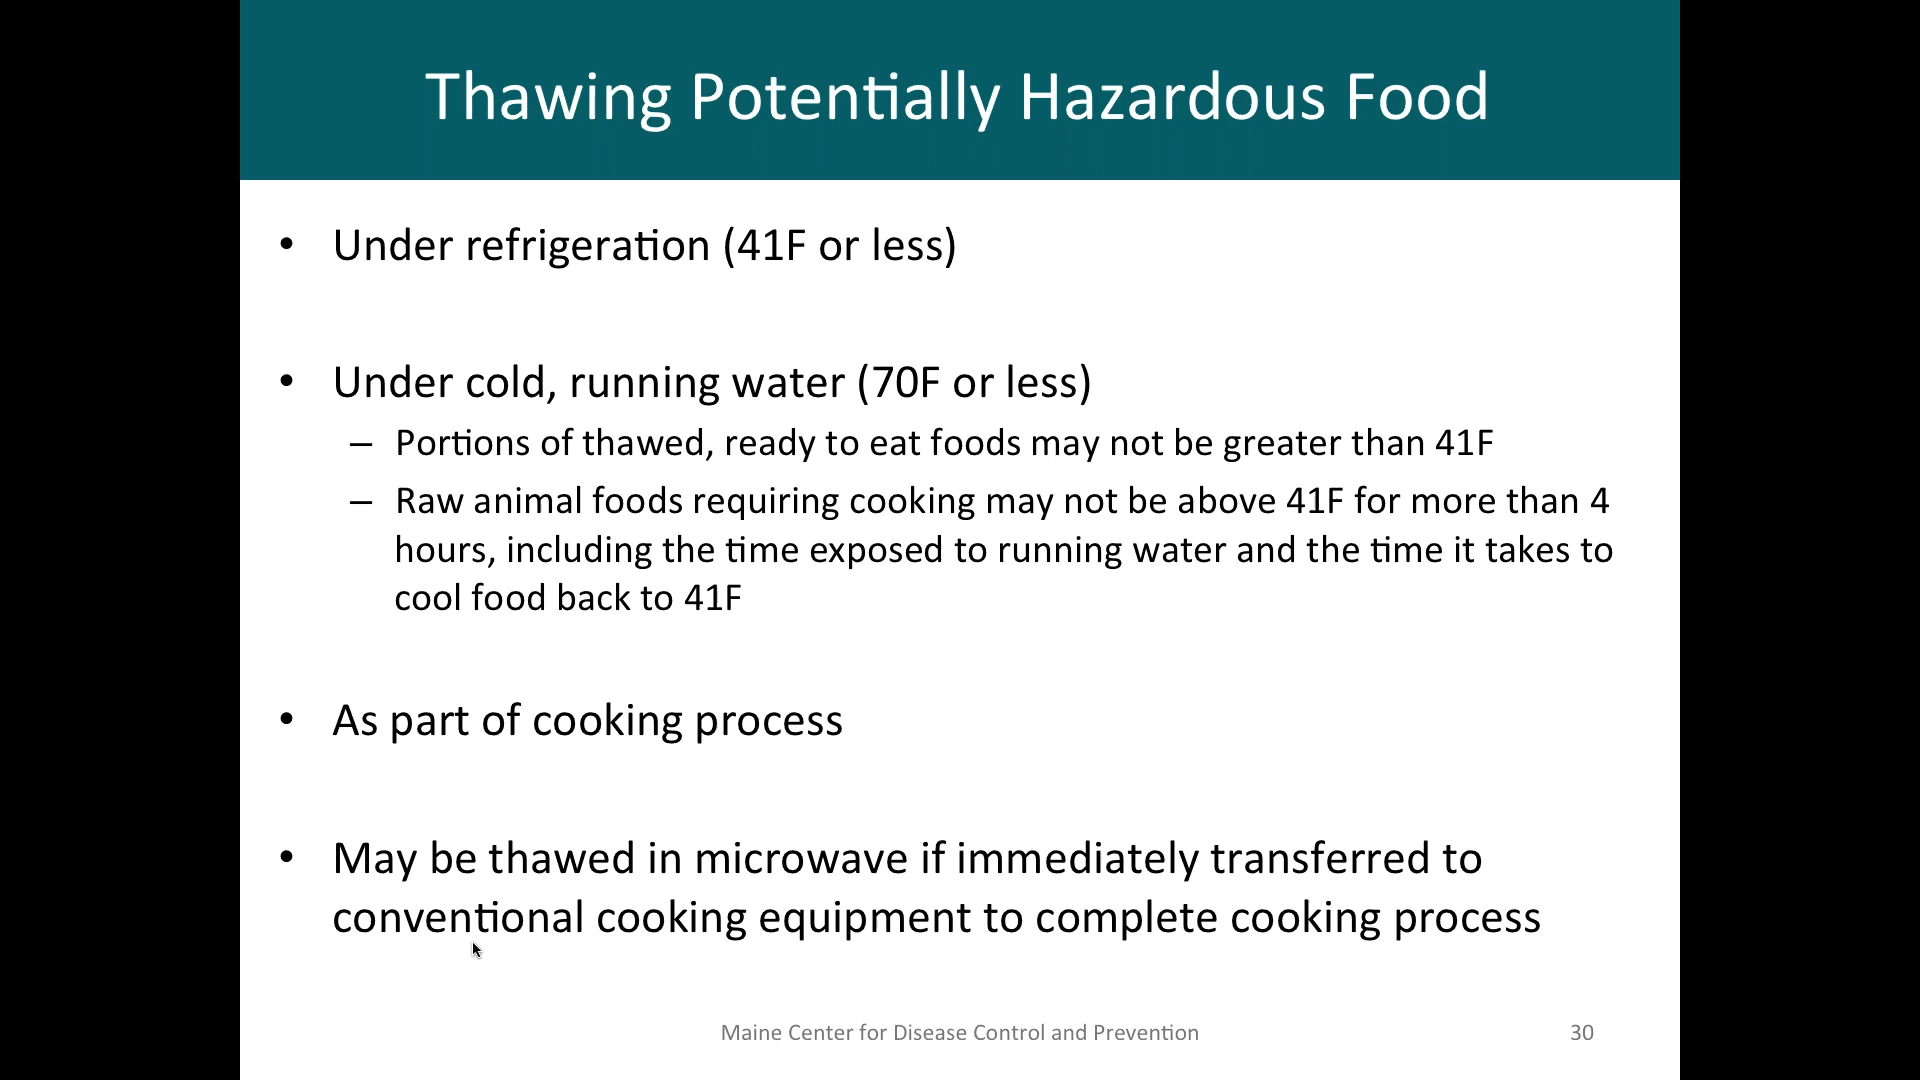 Thawing Potentially Hazardous Food
• Under refrigeration (41F or less)
• Under cold, running water (70F or less)
– Portions of thawed, ready to eat foods may not be greater than 41F
– Raw animal foods requiring cooking may not be above 41F for more than 4
hours, including the time exposed to running water and the time it takes to
cool food back to 41F
• As part of cooking process
• May be thawed in microwave if immediately transferred to
conventional cooking equipment to complete cooking process
Maine Center for Disease Control and Prevention
30